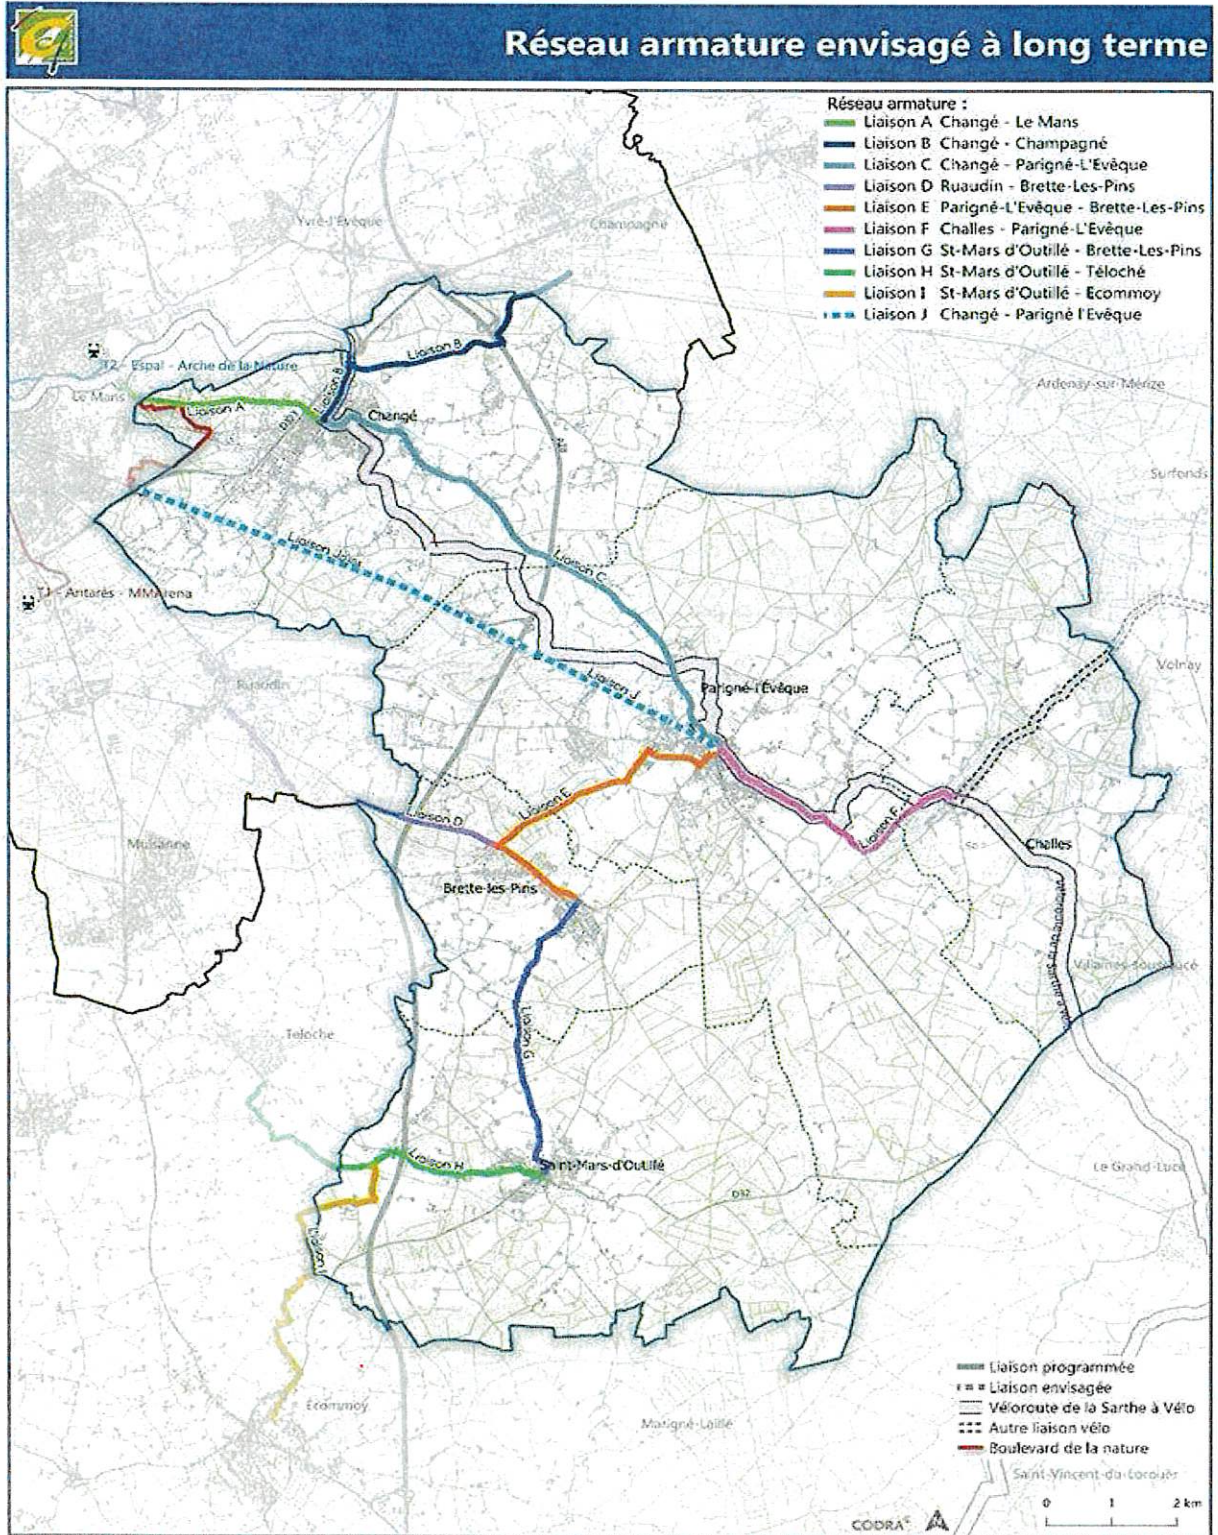 Réseau armature envisagé à long terme
Réseau armature :
Liaison A Changé - Le Mans
Liaison B Changé - Champagné
Liaison C Changé - Parigné-L'Evêque
Liaison D Ruaudin - Brette-Les-Pins
Liaison E Parigné-L'Evêque - Brette-Les-Pins
Liaison F Challes - Parigné-L'Evêque
Liaison G St-Mars d'Outillé - Brette-Les-Pins
Liaison H St-Mars d'Outillé - Téloché
Liaison I St-Mars d'Outillé - Ecommoy
Liaison J Changé - Parigné l'Evêque
Yvré-l'Évêque
Champagné
Liaison B
T2 - Espal - Arche de la Nature
Liaison B
Ardenay-sur-Mérize
Le Mans
Liaison A
Changé
Surfonds
Liaison J
Liaison C
T1 - Antarès - MMArena
Volnay
Ruaudin
Liaison J
Parigné-l'Évêque
Liaison E
Liaison D
Liaison F
Mulsanne
Challes
Brette-les-Pins
Liaison G
Téloché
Liaison H
Saint-Mars-d'Outillé
Le Grand-Lucé
D32
Liaison I
Écommoy
Marigné-Laillé
Liaison programmée
Liaison envisagée
Véloroute de la Sarthe à Vélo
Autre liaison vélo
Boulevard de la nature
Saint-Vincent-du-Lorouër
0 1 2 km
CODRA